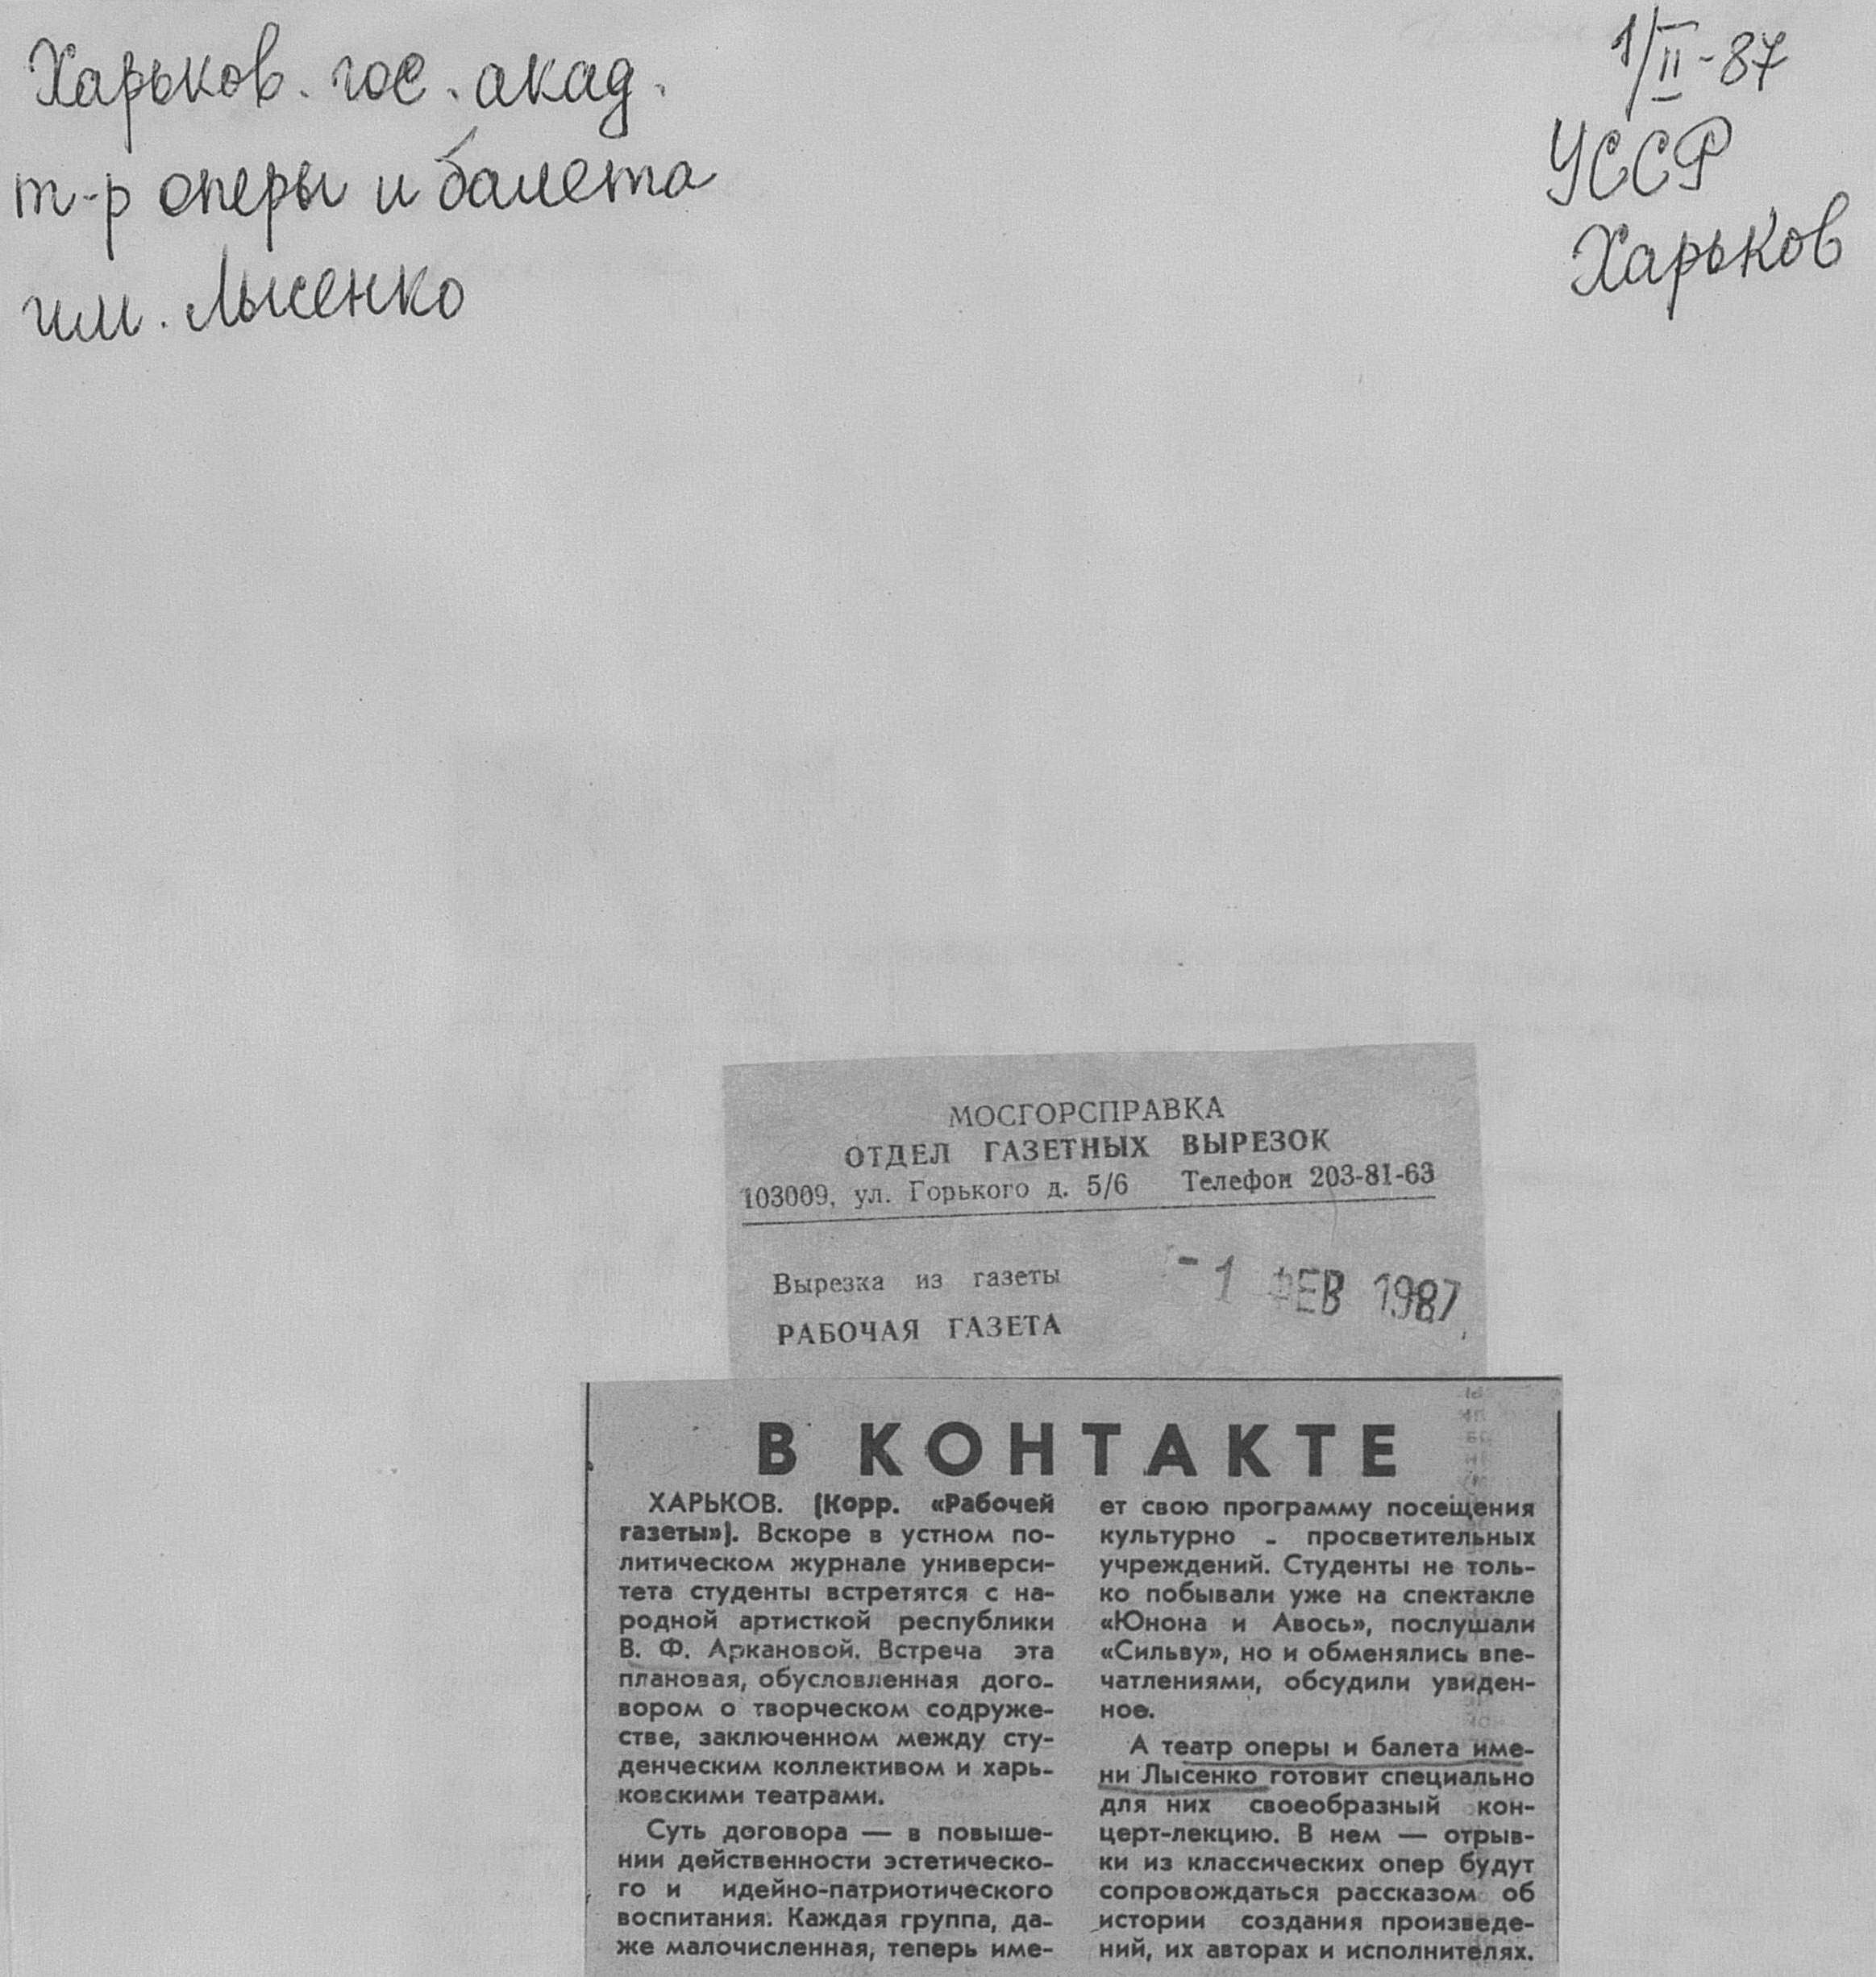 Харьков. гос. акад.
т-р оперы и балета
им. Лысенко
1/II-87
УССР
Харьков
МОСГОРСПРАВКА
ОТДЕЛ ГАЗЕТНЫХ ВЫРЕЗОК
103009, ул. Горького д. 5/6 Телефон 203-81-63
Вырезка из газеты
РАБОЧАЯ ГАЗЕТА
- 1 ФЕВ 1987
В КОНТАКТЕ
ХАРЬКОВ. (Корр. «Рабочей
газеты»). Вскоре в устном по-
литическом журнале универси-
тета студенты встретятся с на-
родной артисткой республики
В. Ф. Аркановой. Встреча эта
плановая, обусловленная дого-
вором о творческом содруже-
стве, заключенном между сту-
денческим коллективом и харь-
ковскими театрами.
Суть договора — в повыше-
нии действенности эстетическо-
го и идейно-патриотического
воспитания. Каждая группа, да-
же малочисленная, теперь име-
ет свою программу посещения
культурно - просветительных
учреждений. Студенты не толь-
ко побывали уже на спектакле
«Юнона и Авось», послушали
«Сильву», но и обменялись впе-
чатлениями, обсудили увиден-
ное.
А театр оперы и балета име-
ни Лысенко готовит специально
для них своеобразный кон-
церт-лекцию. В нем — отрыв-
ки из классических опер будут
сопровождаться рассказом об
истории создания произведе-
ний, их авторах и исполнителях.